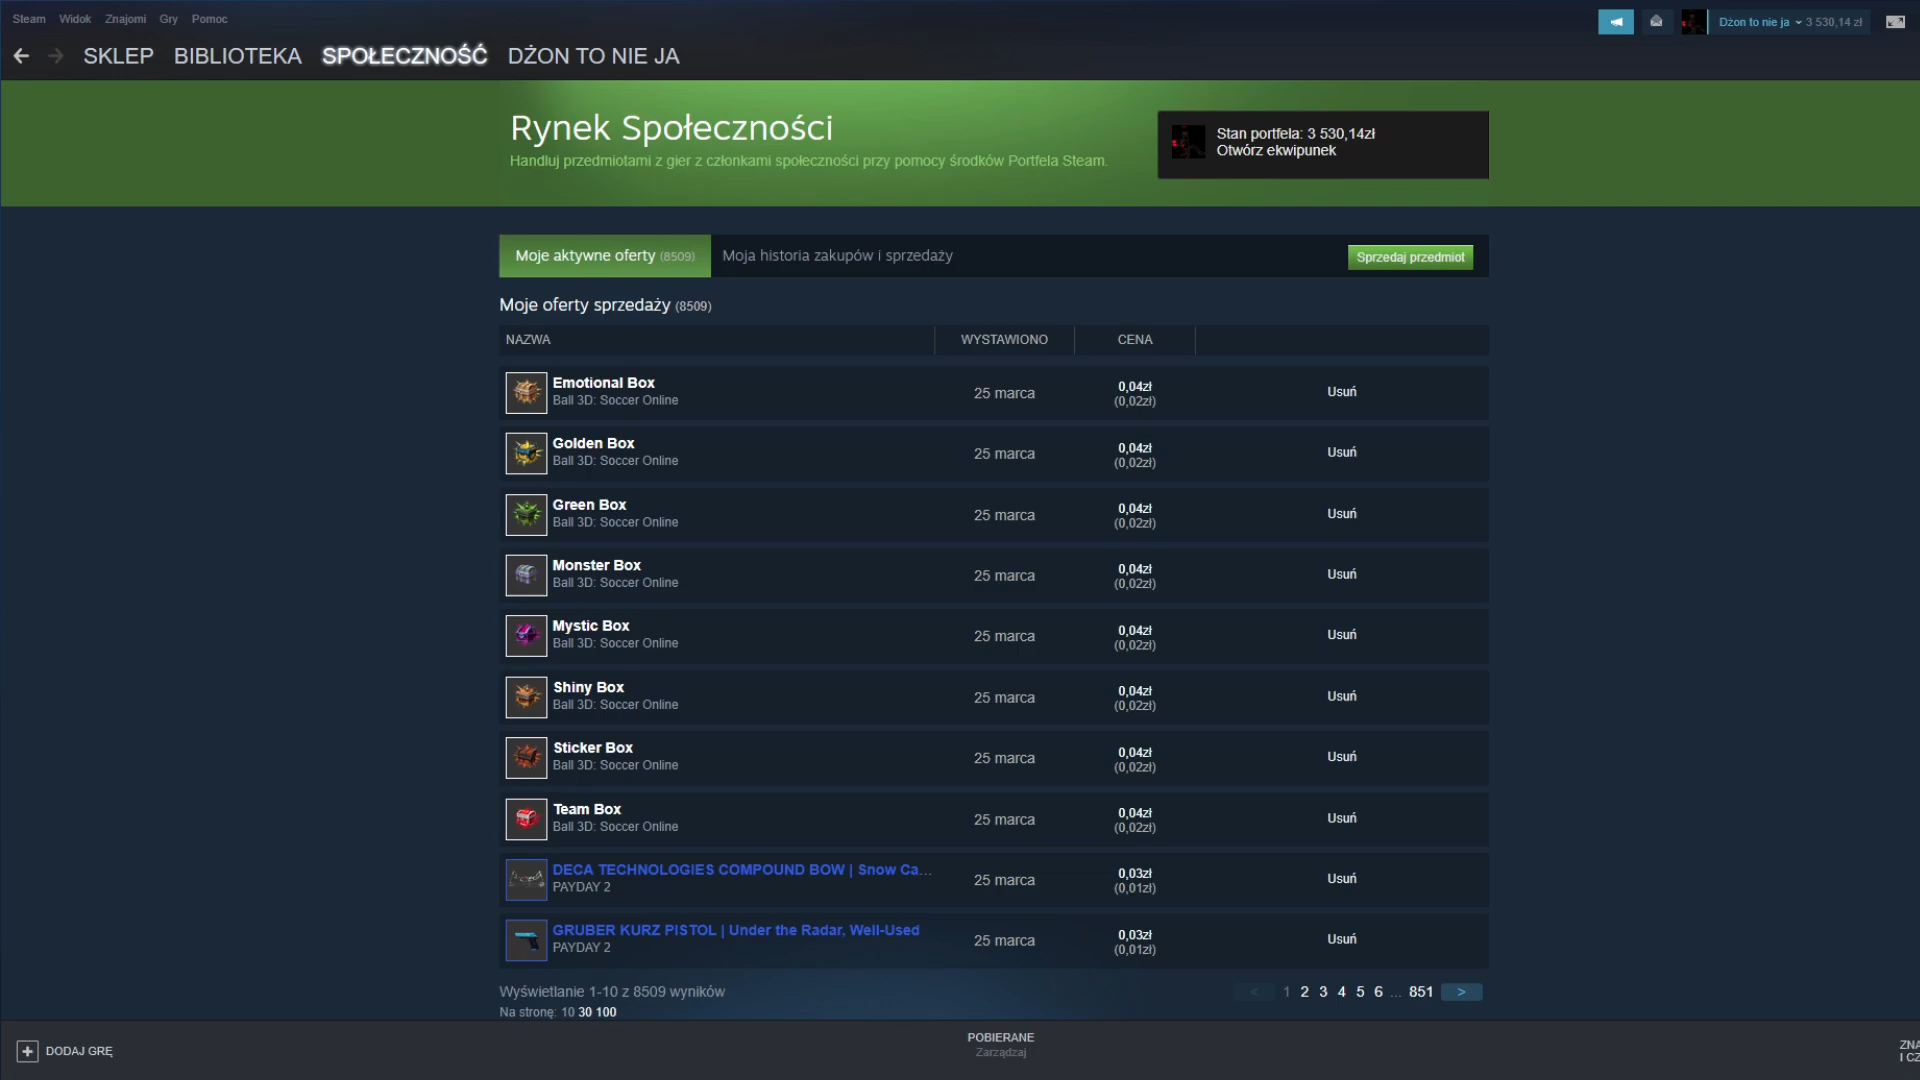 Steam Widok Znajomi Gry Pomoc
Dżon to nie ja 3 530,14 zł
SKLEP BIBLIOTEKA SPOŁECZNOŚĆ DŻON TO NIE JA
Rynek Społeczności
Handluj przedmiotami z gier z członkami społeczności przy pomocy środków Portfela Steam.
Stan portfela: 3 530,14zł
Otwórz ekwipunek
Moje aktywne oferty (8509) Moja historia zakupów i sprzedaży Sprzedaj przedmiot
Moje oferty sprzedaży (8509)
NAZWA WYSTAWIONO CENA
Emotional Box
Ball 3D: Soccer Online
25 marca
0,04zł
(0,02zł)
Usuń
Golden Box
Ball 3D: Soccer Online
25 marca
0,04zł
(0,02zł)
Usuń
Green Box
Ball 3D: Soccer Online
25 marca
0,04zł
(0,02zł)
Usuń
Monster Box
Ball 3D: Soccer Online
25 marca
0,04zł
(0,02zł)
Usuń
Mystic Box
Ball 3D: Soccer Online
25 marca
0,04zł
(0,02zł)
Usuń
Shiny Box
Ball 3D: Soccer Online
25 marca
0,04zł
(0,02zł)
Usuń
Sticker Box
Ball 3D: Soccer Online
25 marca
0,04zł
(0,02zł)
Usuń
Team Box
Ball 3D: Soccer Online
25 marca
0,04zł
(0,02zł)
Usuń
DECA TECHNOLOGIES COMPOUND BOW | Snow Ca...
PAYDAY 2
25 marca
0,03zł
(0,01zł)
Usuń
GRUBER KURZ PISTOL | Under the Radar, Well-Used
PAYDAY 2
25 marca
0,03zł
(0,01zł)
Usuń
Wyświetlanie 1-10 z 8509 wyników
< 1 2 3 4 5 6 ... 851 >
Na stronę: 10 30 100
DODAJ GRĘ
POBIERANE
Zarządzaj
ZNA
I CZ